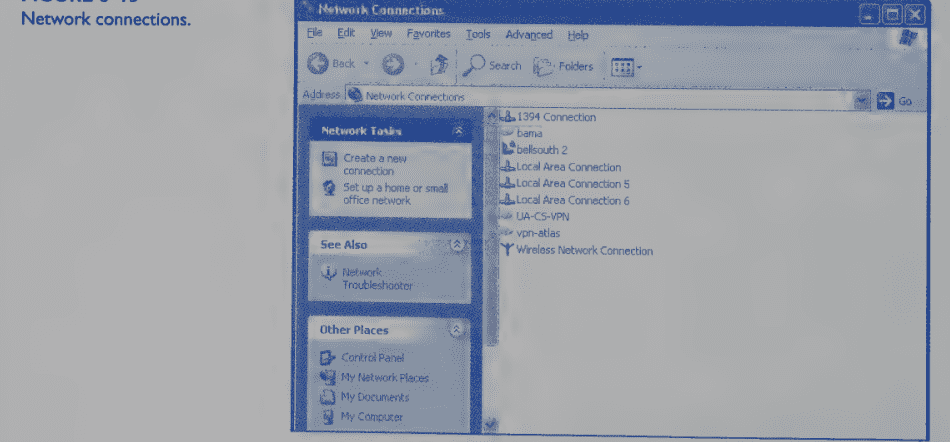 Network connections.
Network Connections
File Edit View Favorites Tools Advanced Help
Back Search Folders
Address Network Connections Go
Network Tasks
Create a new
connection
Set up a home or small
office network
See Also
Network
Troubleshooter
Other Places
Control Panel
My Network Places
My Documents
My Computer
1394 Connection
bama
bellsouth 2
Local Area Connection
Local Area Connection 5
Local Area Connection 6
UA-CS-VPN
vpn-atlas
Wireless Network Connection